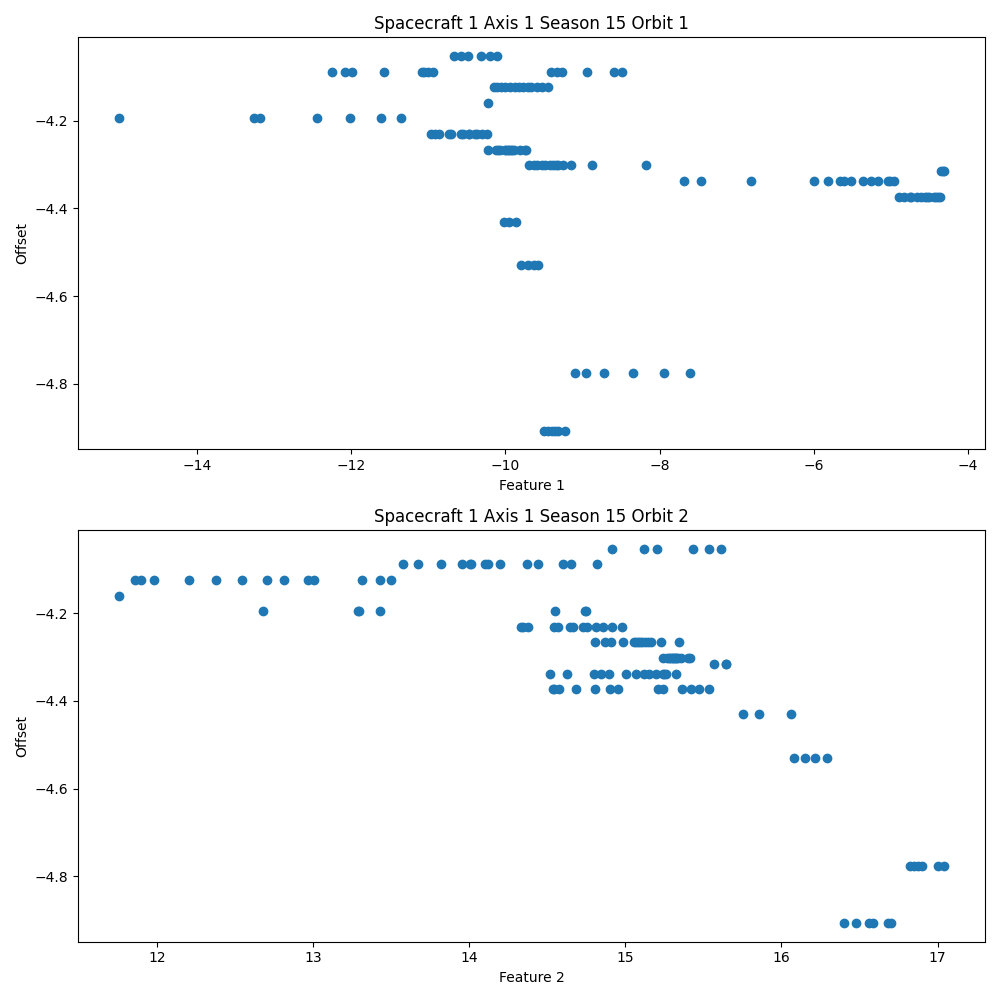 Spacecraft 1 Axis 1 Season 15 Orbit 1
−4.2
−4.4
−4.6
−4.8
Offset
−14 −12 −10 −8 −6 −4
Feature 1
Spacecraft 1 Axis 1 Season 15 Orbit 2
−4.2
−4.4
−4.6
−4.8
Offset
12 13 14 15 16 17
Feature 2